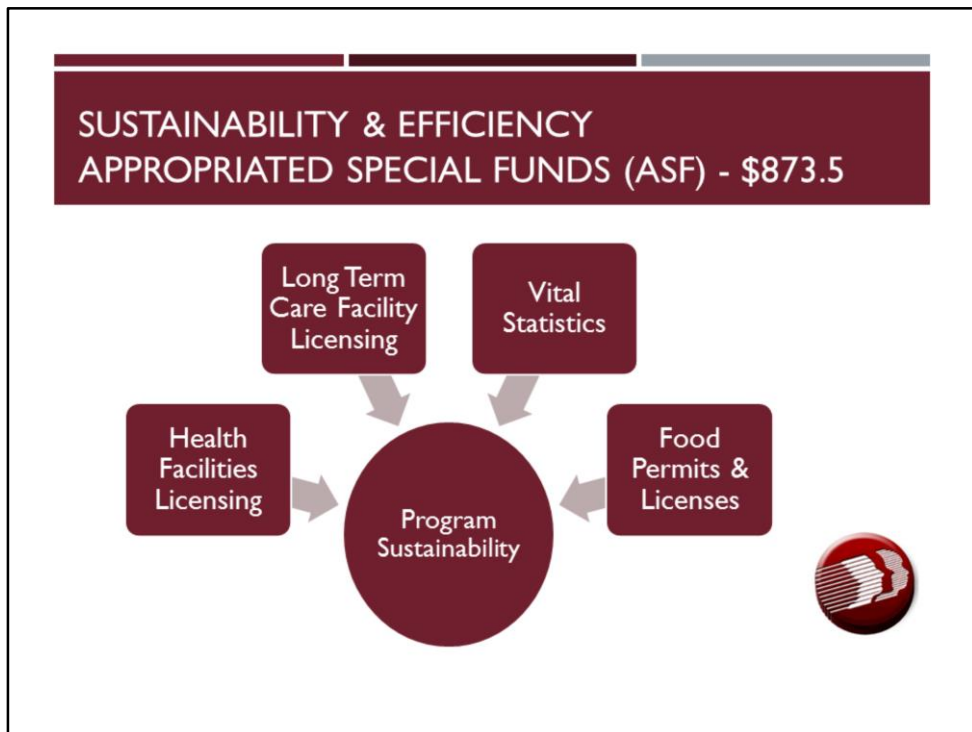 SUSTAINABILITY & EFFICIENCY
APPROPRIATED SPECIAL FUNDS (ASF) - $873.5
Long Term
Care Facility
Licensing
Vital
Statistics
Health
Facilities
Licensing
Food
Permits &
Licenses
Program
Sustainability